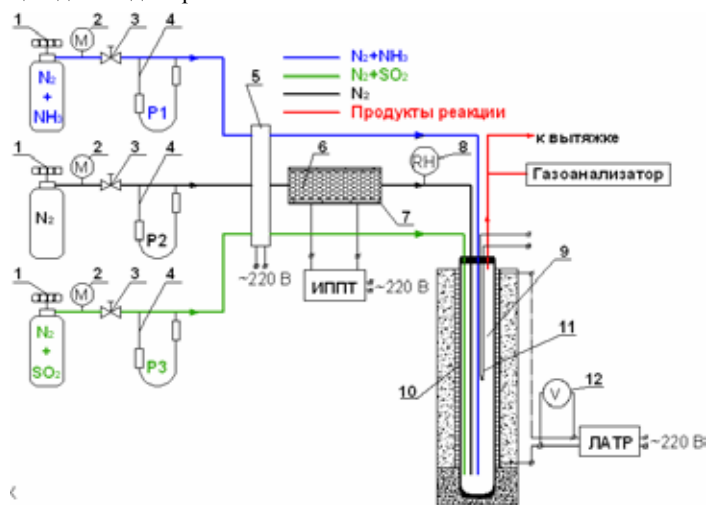 1 2 3 4
M
N₂ + NH₃
P1
N₂+NH₃
N₂+SO₂
N₂
Продукты реакции
5
к вытяжке
Газоанализатор
1 2 3 4
M
N₂
P2
6
7
RH
8
~220 В
ИППТ
~220 В
1 2 3 4
M
N₂ + SO₂
P3
9
10
11
12
V
ЛАТР
~220 В